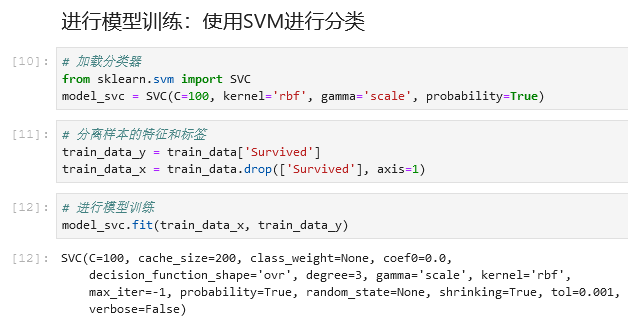 进行模型训练：使用SVM进行分类
[10]:
# 加载分类器
from sklearn.svm import SVC
model_svc = SVC(C=100, kernel='rbf', gamma='scale', probability=True)
[11]:
# 分离样本的特征和标签
train_data_y = train_data['Survived']
train_data_x = train_data.drop(['Survived'], axis=1)
[12]:
# 进行模型训练
model_svc.fit(train_data_x, train_data_y)
[12]:
SVC(C=100, cache_size=200, class_weight=None, coef0=0.0,
    decision_function_shape='ovr', degree=3, gamma='scale', kernel='rbf',
    max_iter=-1, probability=True, random_state=None, shrinking=True, tol=0.001,
    verbose=False)